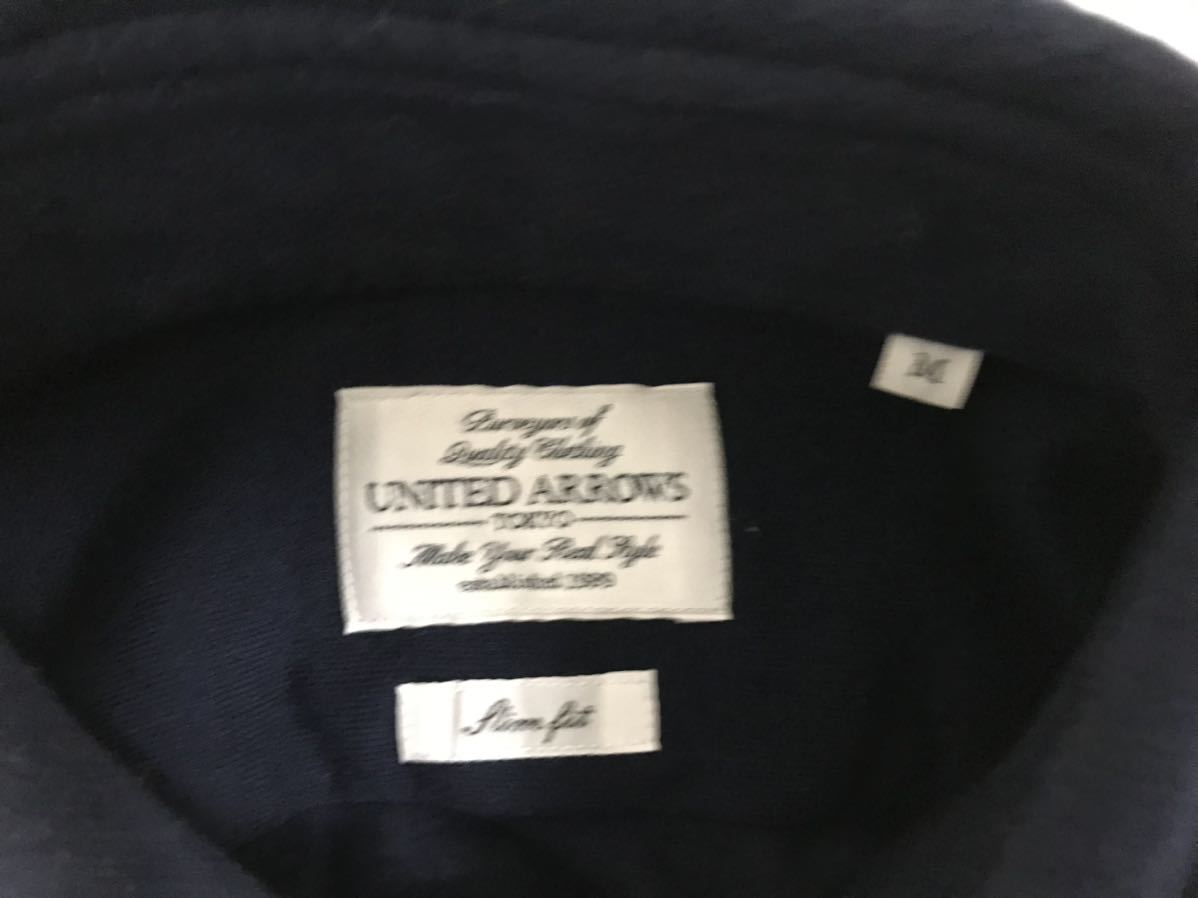 M
Purveyors of
Quality Clothing
UNITED ARROWS
TOKYO
Make Your Real Style
established 1989
Slim fit